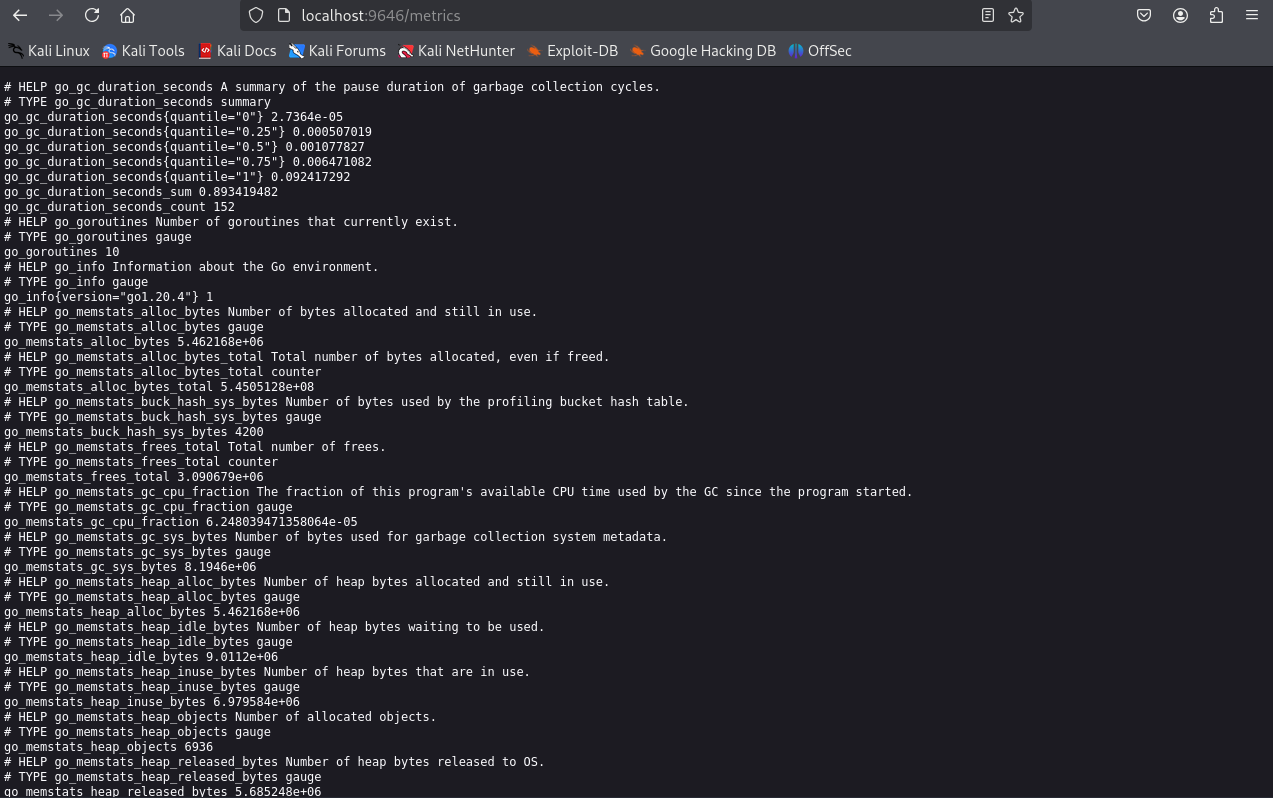 localhost:9646/metrics
Kali Linux Kali Tools Kali Docs Kali Forums Kali NetHunter Exploit-DB Google Hacking DB OffSec
# HELP go_gc_duration_seconds A summary of the pause duration of garbage collection cycles.
# TYPE go_gc_duration_seconds summary
go_gc_duration_seconds{quantile="0"} 2.7364e-05
go_gc_duration_seconds{quantile="0.25"} 0.000507019
go_gc_duration_seconds{quantile="0.5"} 0.001077827
go_gc_duration_seconds{quantile="0.75"} 0.006471082
go_gc_duration_seconds{quantile="1"} 0.092417292
go_gc_duration_seconds_sum 0.893419482
go_gc_duration_seconds_count 152
# HELP go_goroutines Number of goroutines that currently exist.
# TYPE go_goroutines gauge
go_goroutines 10
# HELP go_info Information about the Go environment.
# TYPE go_info gauge
go_info{version="go1.20.4"} 1
# HELP go_memstats_alloc_bytes Number of bytes allocated and still in use.
# TYPE go_memstats_alloc_bytes gauge
go_memstats_alloc_bytes 5.462168e+06
# HELP go_memstats_alloc_bytes_total Total number of bytes allocated, even if freed.
# TYPE go_memstats_alloc_bytes_total counter
go_memstats_alloc_bytes_total 5.4505128e+08
# HELP go_memstats_buck_hash_sys_bytes Number of bytes used by the profiling bucket hash table.
# TYPE go_memstats_buck_hash_sys_bytes gauge
go_memstats_buck_hash_sys_bytes 4200
# HELP go_memstats_frees_total Total number of frees.
# TYPE go_memstats_frees_total counter
go_memstats_frees_total 3.090679e+06
# HELP go_memstats_gc_cpu_fraction The fraction of this program's available CPU time used by the GC since the program started.
# TYPE go_memstats_gc_cpu_fraction gauge
go_memstats_gc_cpu_fraction 6.248039471358064e-05
# HELP go_memstats_gc_sys_bytes Number of bytes used for garbage collection system metadata.
# TYPE go_memstats_gc_sys_bytes gauge
go_memstats_gc_sys_bytes 8.1946e+06
# HELP go_memstats_heap_alloc_bytes Number of heap bytes allocated and still in use.
# TYPE go_memstats_heap_alloc_bytes gauge
go_memstats_heap_alloc_bytes 5.462168e+06
# HELP go_memstats_heap_idle_bytes Number of heap bytes waiting to be used.
# TYPE go_memstats_heap_idle_bytes gauge
go_memstats_heap_idle_bytes 9.0112e+06
# HELP go_memstats_heap_inuse_bytes Number of heap bytes that are in use.
# TYPE go_memstats_heap_inuse_bytes gauge
go_memstats_heap_inuse_bytes 6.979584e+06
# HELP go_memstats_heap_objects Number of allocated objects.
# TYPE go_memstats_heap_objects gauge
go_memstats_heap_objects 6936
# HELP go_memstats_heap_released_bytes Number of heap bytes released to OS.
# TYPE go_memstats_heap_released_bytes gauge
go_memstats_heap_released_bytes 5.685248e+06